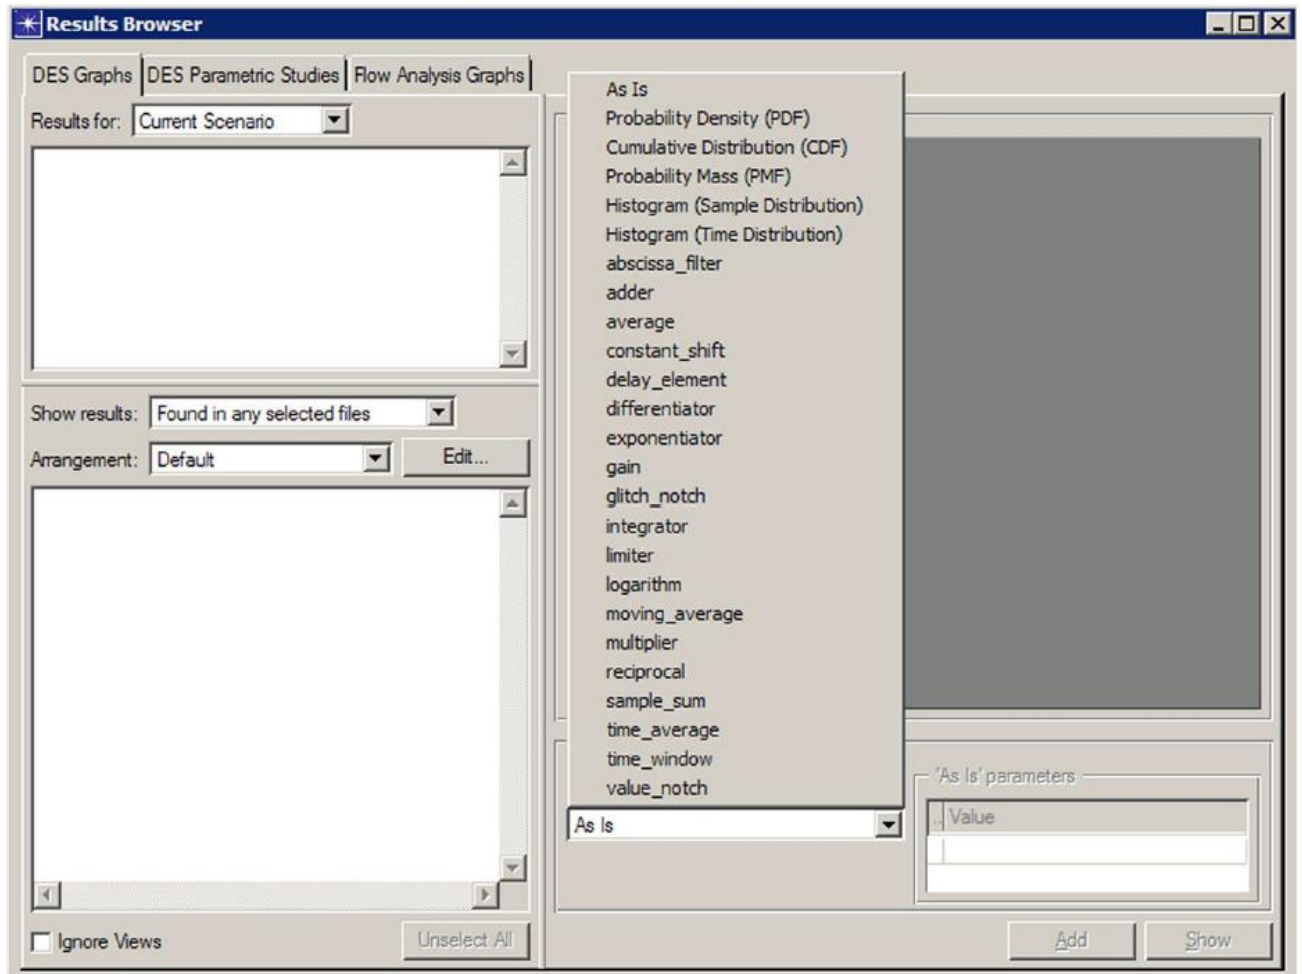 Results Browser
DES Graphs
DES Parametric Studies
Flow Analysis Graphs
Results for:
Current Scenario
Show results:
Found in any selected files
Arrangement:
Default
Edit...
Ignore Views
Unselect All
As Is
Probability Density (PDF)
Cumulative Distribution (CDF)
Probability Mass (PMF)
Histogram (Sample Distribution)
Histogram (Time Distribution)
abscissa_filter
adder
average
constant_shift
delay_element
differentiator
exponentiator
gain
glitch_notch
integrator
limiter
logarithm
moving_average
multiplier
reciprocal
sample_sum
time_average
time_window
value_notch
As Is
'As Is' parameters
..
Value
Add
Show